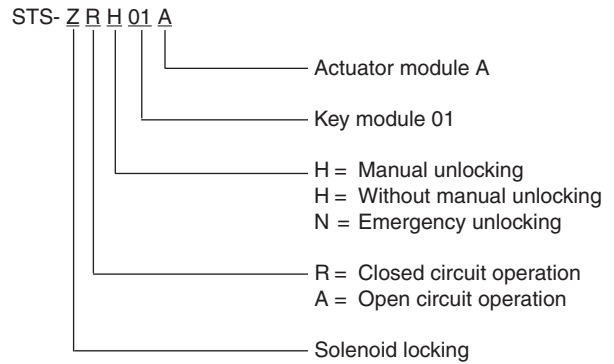 STS- Z R H 01 A
Actuator module A
Key module 01
H = Manual unlocking
H = Without manual unlocking
N = Emergency unlocking
R = Closed circuit operation
A = Open circuit operation
Solenoid locking